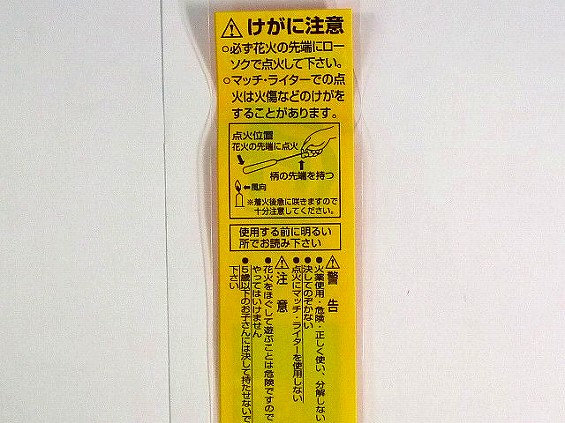 ⚠ けがに注意
○必ず花火の先端にロー
ソクで点火して下さい。
○マッチ・ライターでの点
火は火傷などのけがを
することがあります。
点火位置
花火の先端に点火
柄の先端を持つ
←風向
※着火後急に咲きますので
十分注意してください。
使用する前に明るい
所でお読み下さい
⚠ 警告
●火薬使用・危険・正しく使い、分解しない
●決してのぞかない
●点火にマッチ・ライターを使用しない
⚠ 注意
●花火をほぐして遊ぶことは危険ですので
やってはいけません
●5歳以下のお子さんには決して持たせないで
下さい